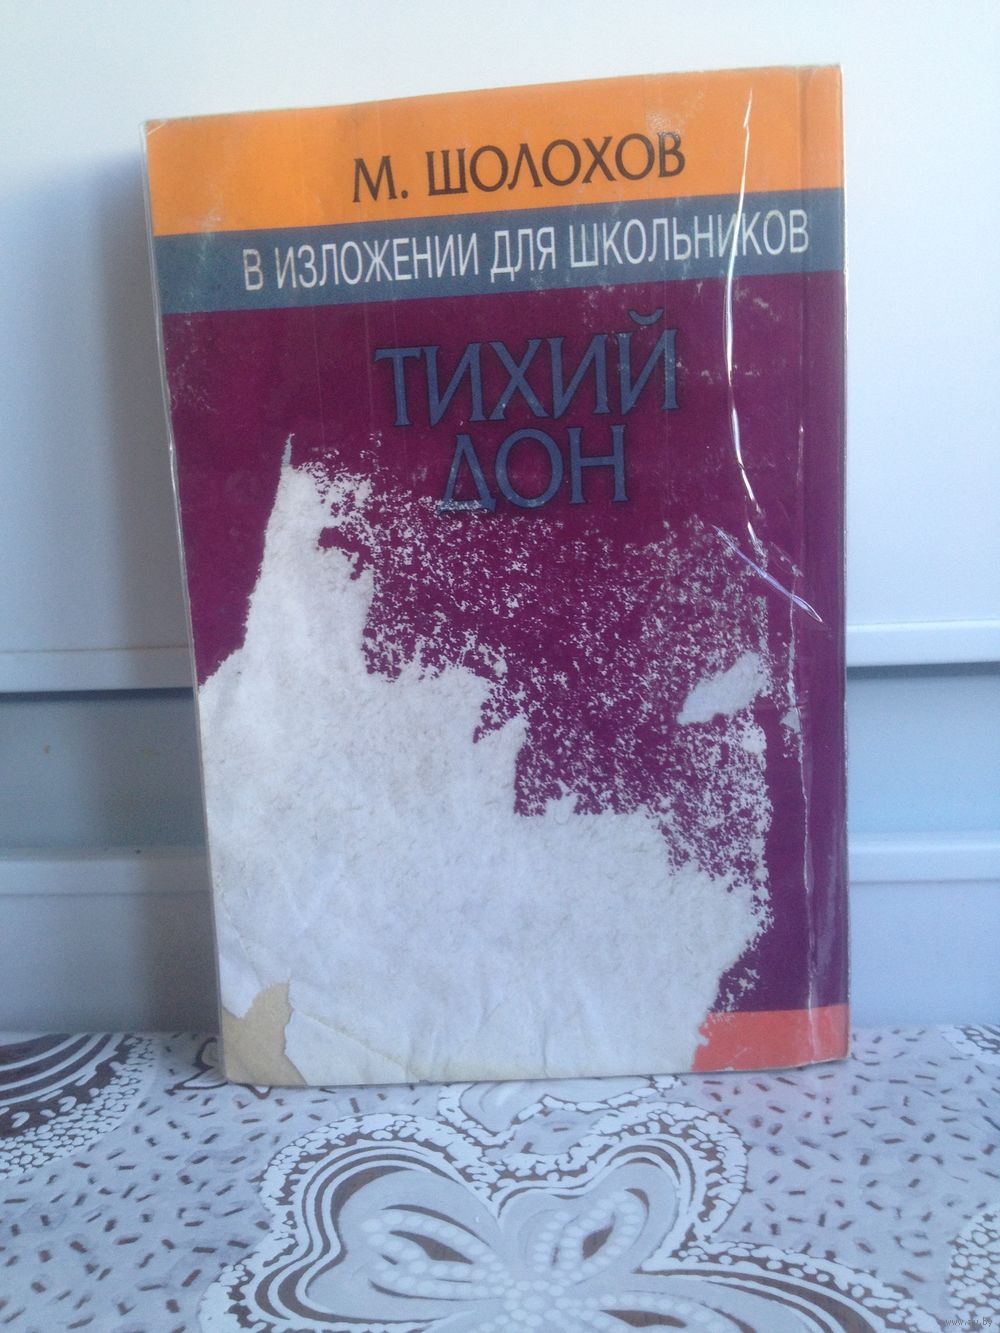 М. ШОЛОХОВ
В ИЗЛОЖЕНИИ ДЛЯ ШКОЛЬНИКОВ
ТИХИЙ
ДОН